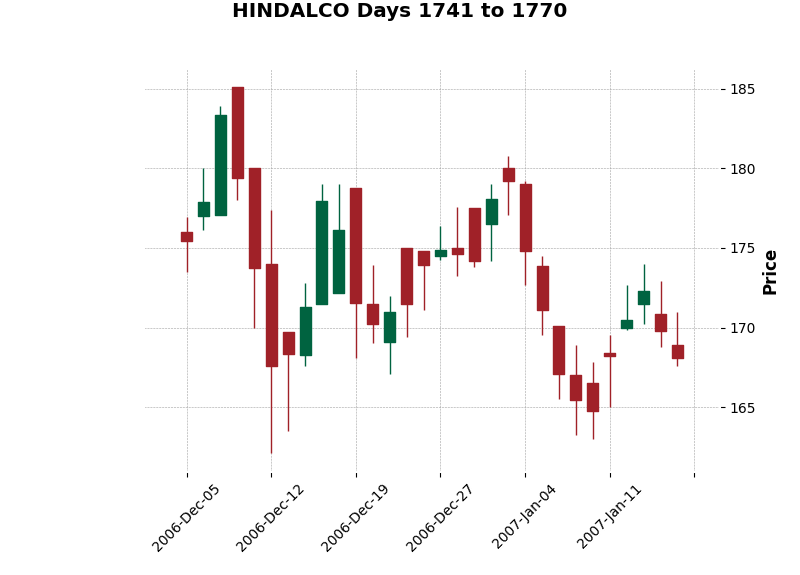 HINDALCO Days 1741 to 1770
185
180
175
170
165
Price
2006-Dec-05
2006-Dec-12
2006-Dec-19
2006-Dec-27
2007-Jan-04
2007-Jan-11